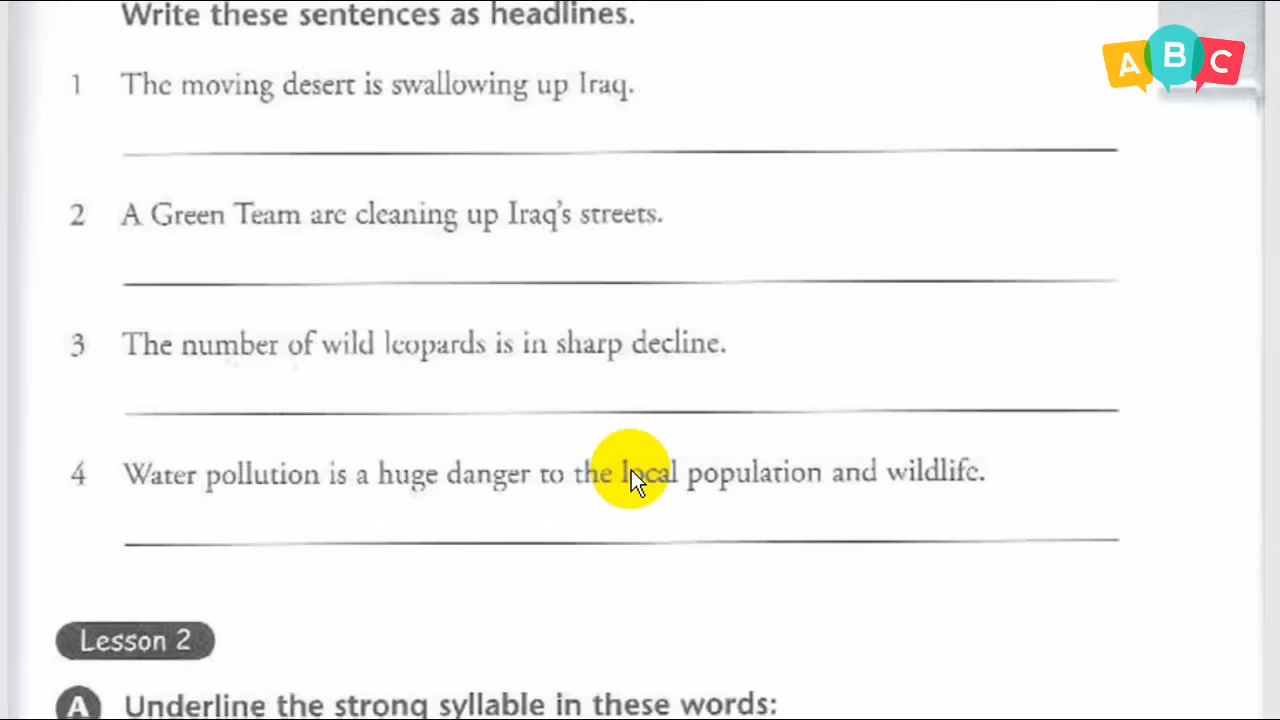 Write these sentences as headlines.
A B C
1 The moving desert is swallowing up Iraq.
2 A Green Team are cleaning up Iraq's streets.
3 The number of wild leopards is in sharp decline.
4 Water pollution is a huge danger to the local population and wildlife.
Lesson 2
A Underline the strong syllable in these words: